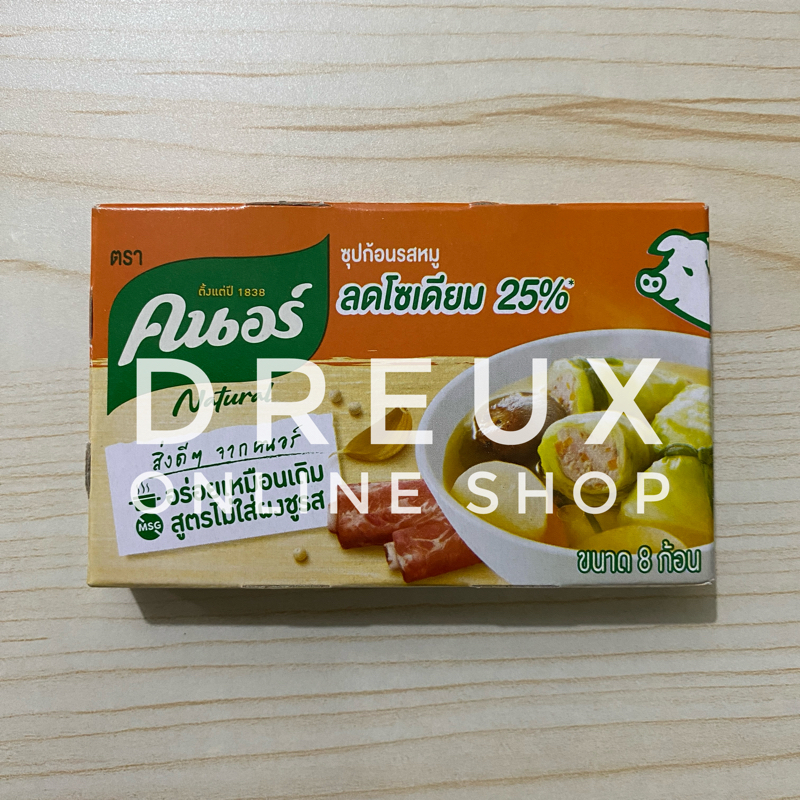 ตรา
ตั้งแต่ปี 1838
คนอร์
Natural
ซุปก้อนรสหมู
ลดโซเดียม 25%*
DREUX
ONLINE SHOP
สิ่งดีๆ จากคนอร์
อร่อยเหมือนเดิม
MSG
สูตรไม่ใส่ผงชูรส
ขนาด 8 ก้อน